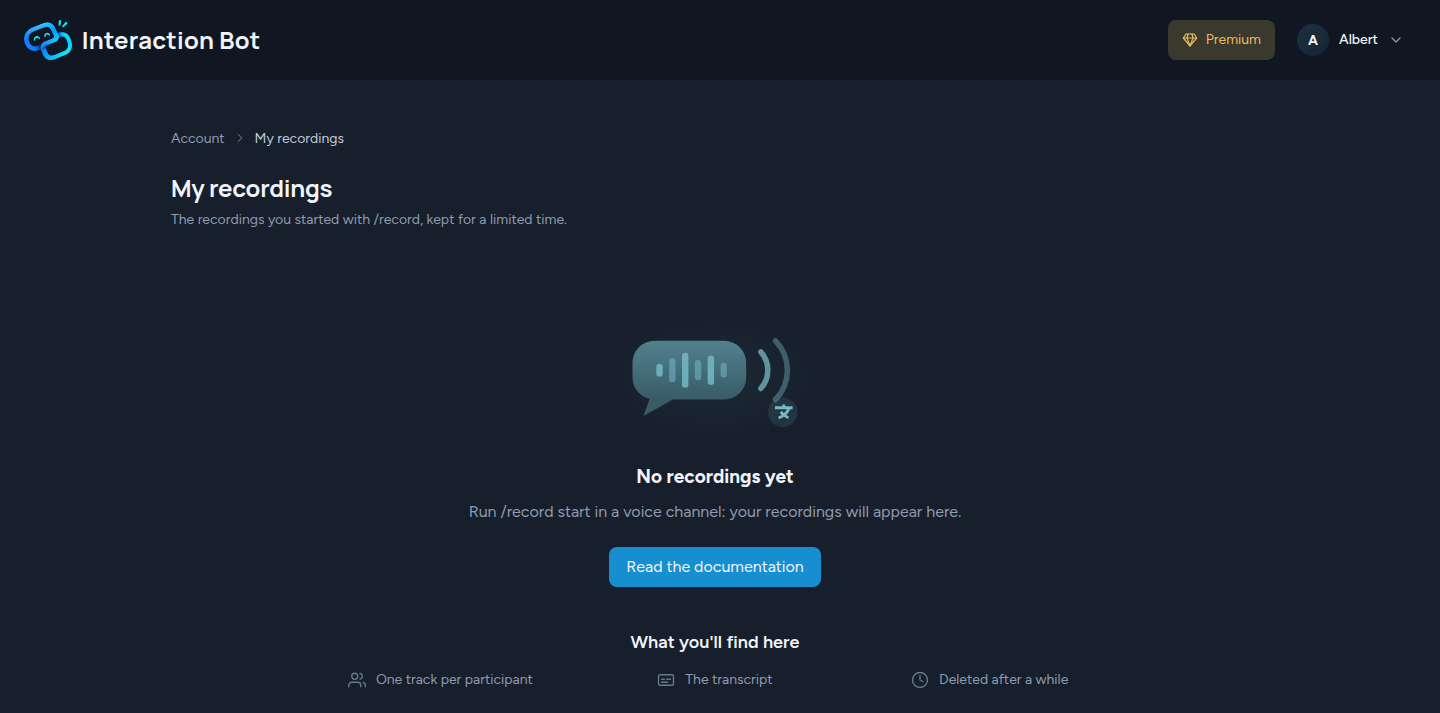 Interaction Bot
Premium
A
Albert
Account
My recordings
My recordings
The recordings you started with /record, kept for a limited time.
No recordings yet
Run /record start in a voice channel: your recordings will appear here.
Read the documentation
What you'll find here
One track per participant
The transcript
Deleted after a while